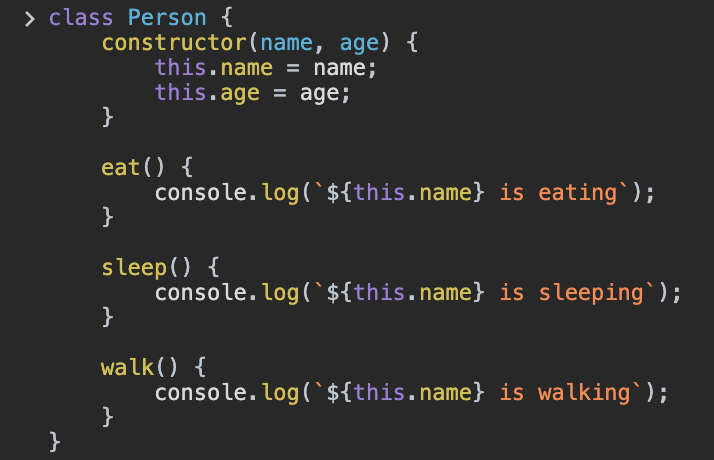 > class Person {
    constructor(name, age) {
        this.name = name;
        this.age = age;
    }

    eat() {
        console.log(`${this.name} is eating`);
    }

    sleep() {
        console.log(`${this.name} is sleeping`);
    }

    walk() {
        console.log(`${this.name} is walking`);
    }
}